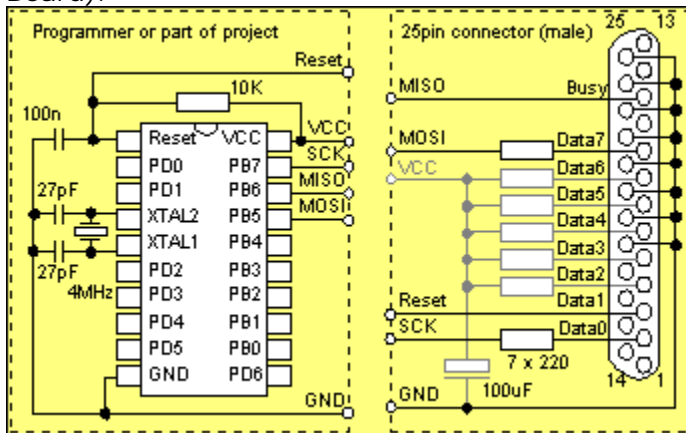 Board).
Programmer or part of project
25pin connector (male)
25
13
Reset
10K
100n
MISO
Busy
Reset
VCC
VCC
MOSI
Data7
PD0
PB7
SCK
VCC
Data6
PD1
PB6
MISO
27pF
Data5
XTAL2
PB5
MOSI
Data4
XTAL1
PB4
Data3
27pF
PD2
PB3
Data2
4MHz
PD3
PB2
Reset
Data1
PD4
PB1
SCK
Data0
PD5
PB0
7 x 220
GND
PD6
100uF
14
1
GND
GND